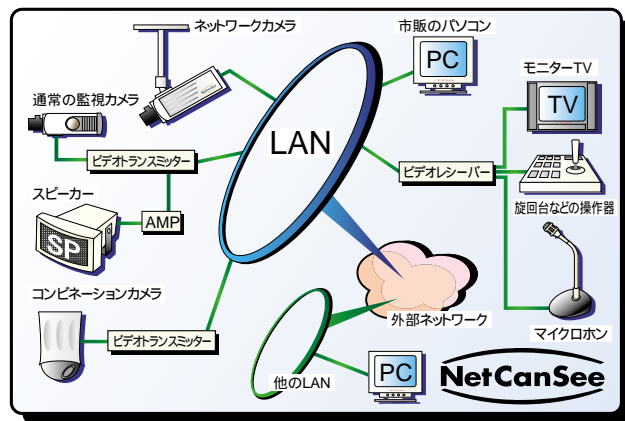 ネットワークカメラ
市販のパソコン
PC
モニターTV
TV
通常の監視カメラ
LAN
ビデオトランスミッター
ビデオレシーバー
スピーカー
SP
AMP
旋回台などの操作器
コンビネーションカメラ
外部ネットワーク
マイクロホン
ビデオトランスミッター
他のLAN
PC
NetCanSee